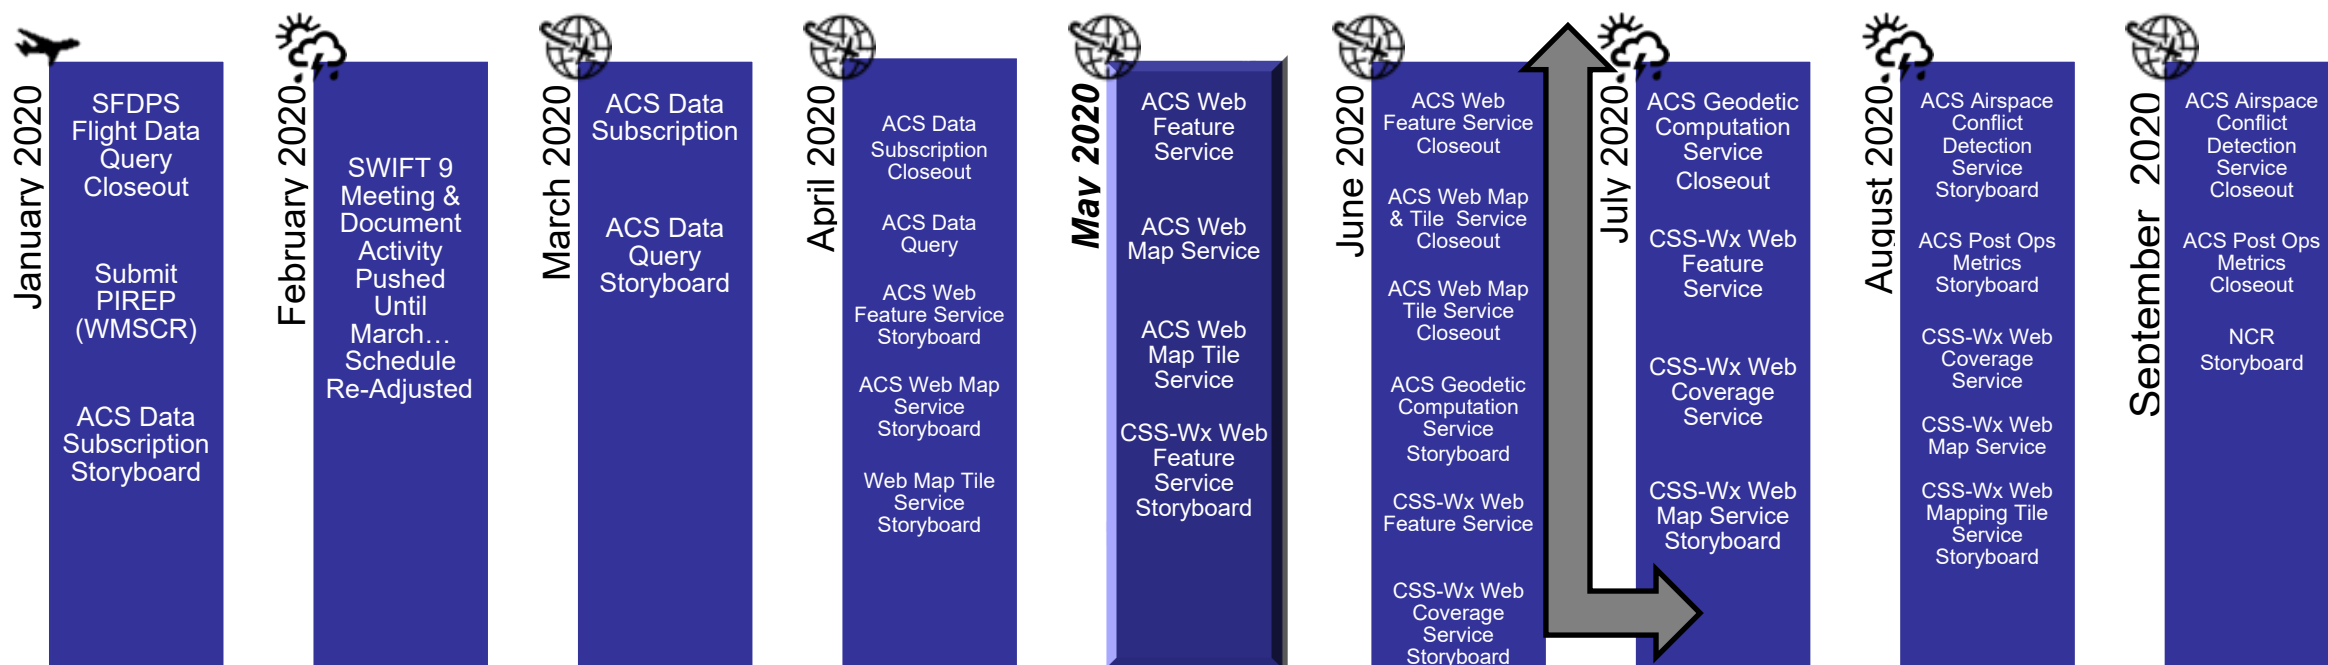 January 2020
SFDPS
Flight Data
Query
Closeout
Submit
PIREP
(WMSCR)
ACS Data
Subscription
Storyboard
February 2020
SWIFT 9
Meeting &
Document
Activity
Pushed
Until
March…
Schedule
Re-Adjusted
March 2020
ACS Data
Subscription
ACS Data
Query
Storyboard
April 2020
ACS Data
Subscription
Closeout
ACS Data
Query
ACS Web
Feature Service
Storyboard
ACS Web Map
Service
Storyboard
Web Map Tile
Service
Storyboard
May 2020
ACS Web
Feature
Service
ACS Web
Map Service
ACS Web
Map Tile
Service
CSS-Wx Web
Feature
Service
Storyboard
June 2020
ACS Web
Feature Service
Closeout
ACS Web Map
& Tile Service
Closeout
ACS Web Map
Tile Service
Closeout
ACS Geodetic
Computation
Service
Storyboard
CSS-Wx Web
Feature Service
CSS-Wx Web
Coverage
Service
Storyboard
July 2020
ACS Geodetic
Computation
Service
Closeout
CSS-Wx Web
Feature
Service
CSS-Wx Web
Coverage
Service
CSS-Wx Web
Map Service
Storyboard
August 2020
ACS Airspace
Conflict
Detection
Service
Storyboard
ACS Post Ops
Metrics
Storyboard
CSS-Wx Web
Coverage
Service
CSS-Wx Web
Map Service
CSS-Wx Web
Mapping Tile
Service
Storyboard
September 2020
ACS Airspace
Conflict
Detection
Service
Closeout
ACS Post Ops
Metrics
Closeout
NCR
Storyboard